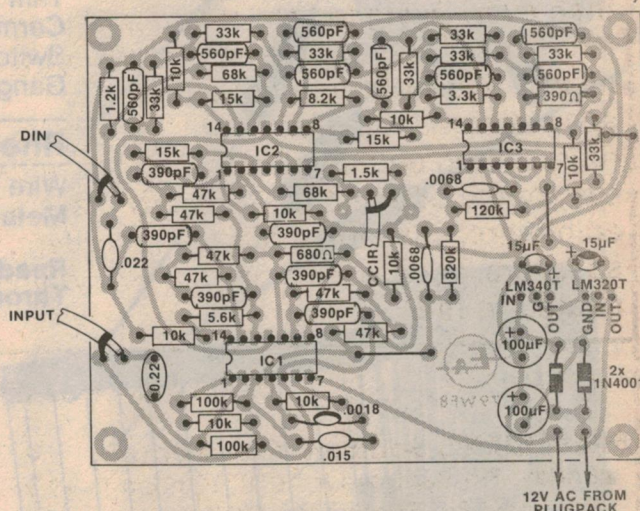 33k
560pF
33k
560pF
10k
560pF
33k
33k
68k
560pF
560pF
33k
560pF
560pF
33k
1.2k
560pF
33k
15k
8.2k
3.3k
390Ω
10k
14
8
14
8
DIN
15k
IC2
15k
IC3
10k
33k
390pF
1
7
1.5k
1
7
47k
68k
.0068
47k
10k
120k
390pF
390pF
.022
47k
680Ω
CCIR
10k
.0068
820k
15µF
15µF
47k
390pF
LM340T
LM320T
390pF
47k
IN
G
OUT
GND
IN
OUT
INPUT
5.6k
390pF
10k
14
8
47k
100µF
0.22
IC1
2x
1N4001
1
7
100k
10k
.0018
100µF
10k
100k
.015
12V AC FROM
PLUGPACK